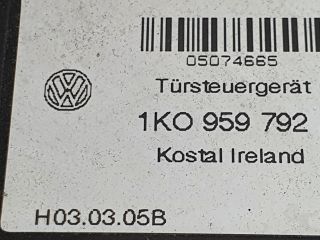 05074665
Türsteuergerät
1KO 959 792
Kostal Ireland
H03.03.05B